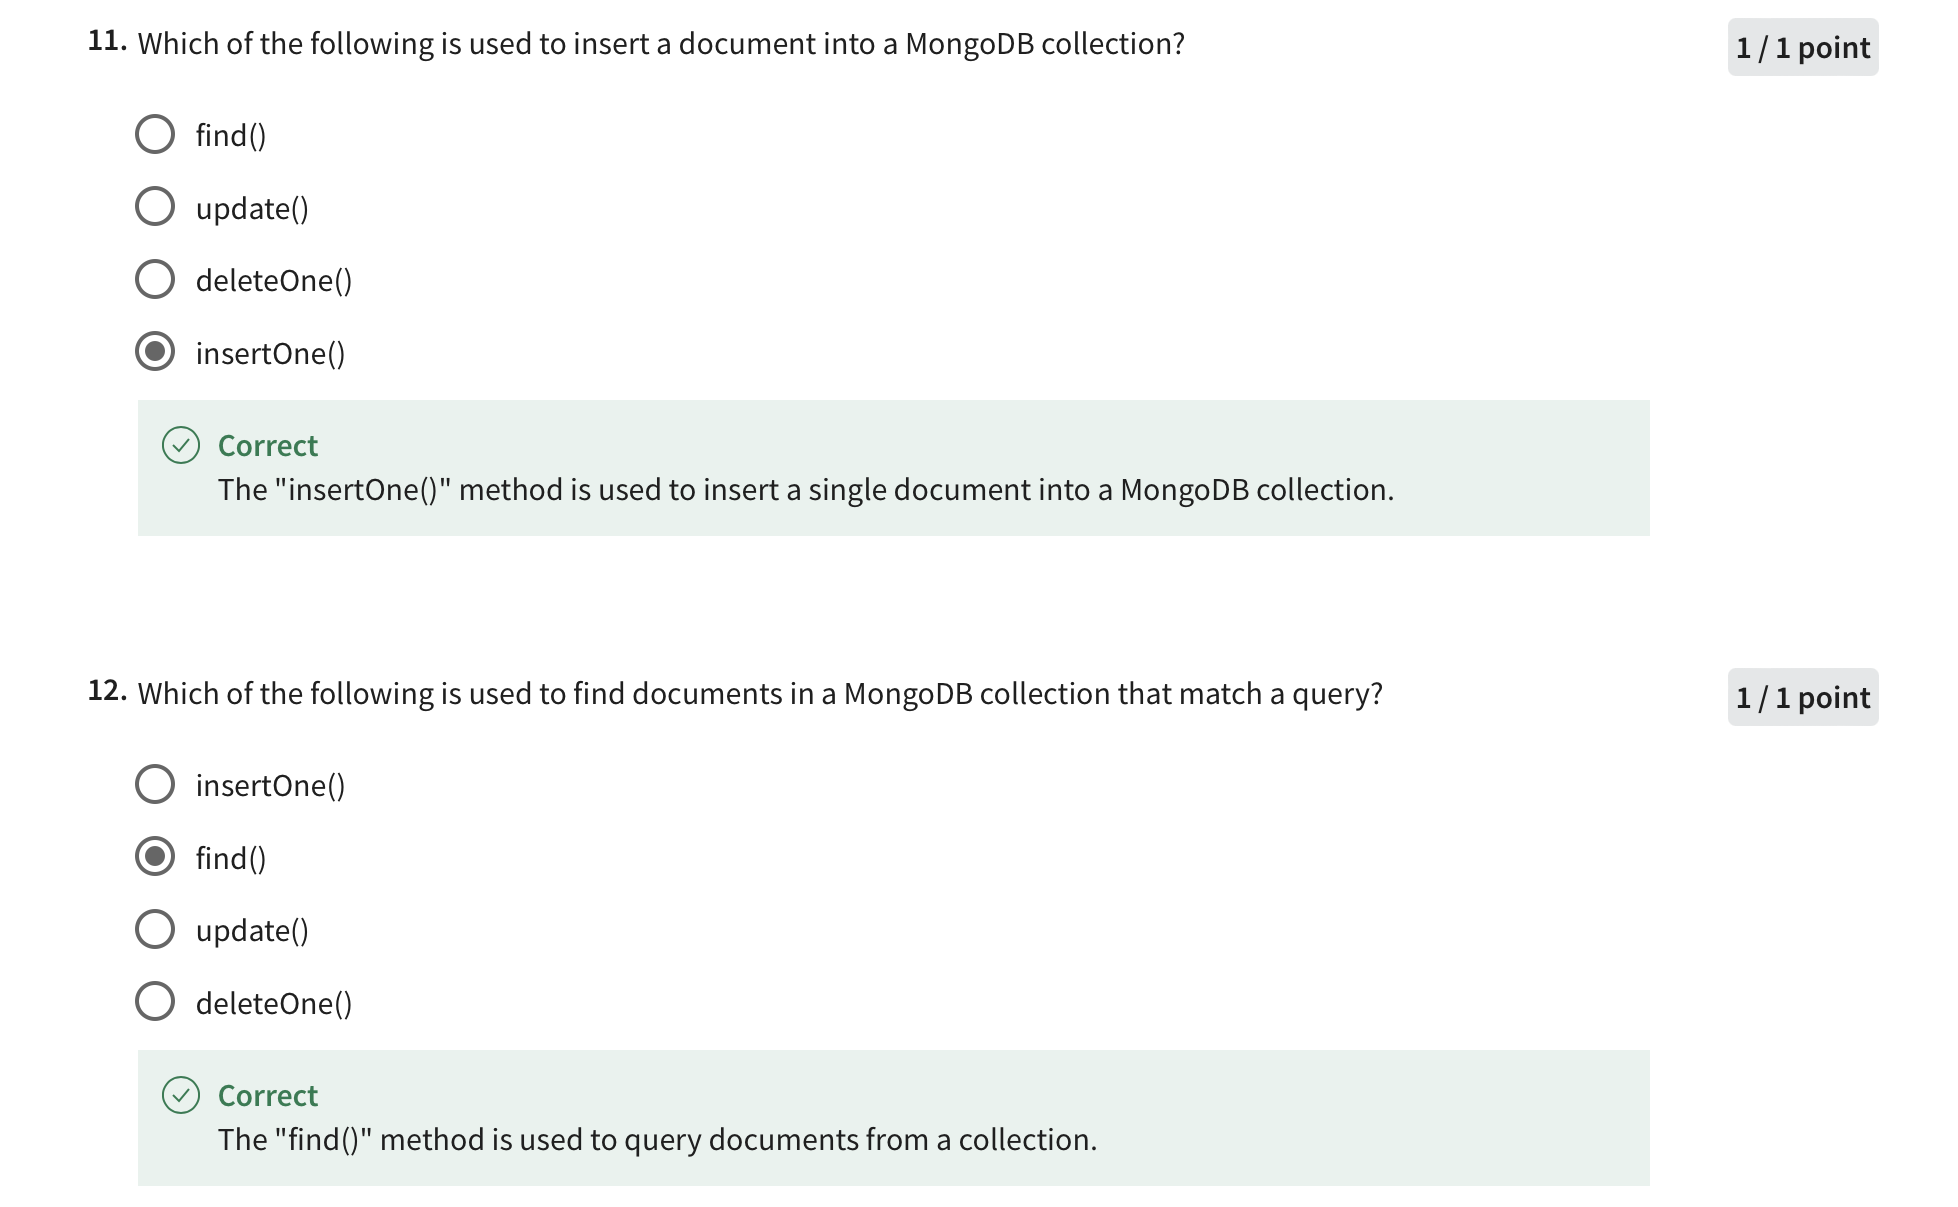 11. Which of the following is used to insert a document into a MongoDB collection?
1 / 1 point
find()
update()
deleteOne()
insertOne()
Correct
The "insertOne()" method is used to insert a single document into a MongoDB collection.
12. Which of the following is used to find documents in a MongoDB collection that match a query?
1 / 1 point
insertOne()
find()
update()
deleteOne()
Correct
The "find()" method is used to query documents from a collection.